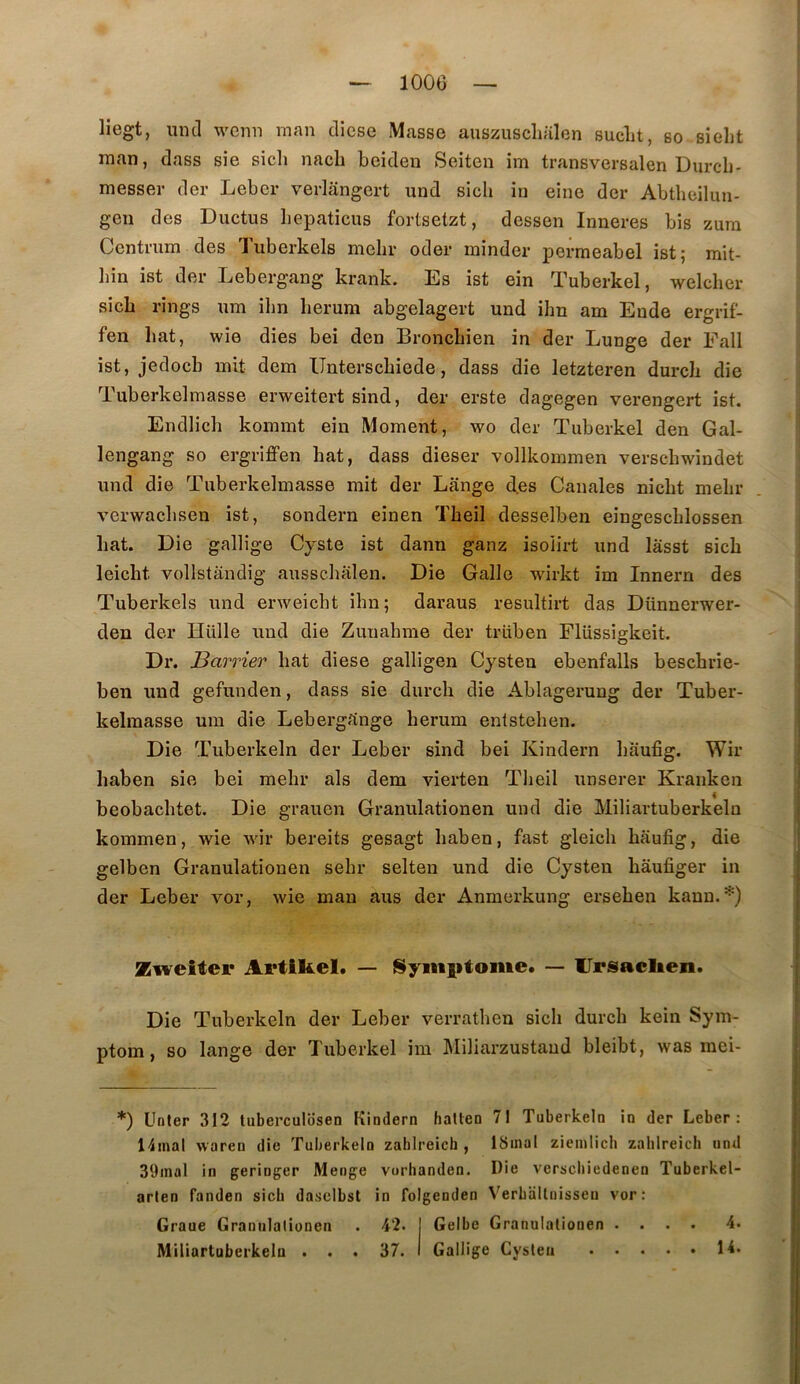 — 1006 —
liegt, und wenn man diese Masse auszuschälen sucht, so sieht
man, dass sie sich nach beiden Seiten im transversalen Durch-
messer der Leber verlängert und sich in eine der Abtheilun-
gen des Ductus hepaticus fortsetzt, dessen Inneres bis zum
Centrum des Tuberkels mehr oder minder permeabel ist; mit-
hin ist der Lebergang krank. Es ist ein Tuberkel, welcher
sich rings um ihn herum abgelagert und ihn am Ende ergrif-
fen hat, wie dies bei den Bronchien in der Lunge der Fall
ist, jedoch mit dem Unterschiede, dass die letzteren durch die
Tuberkelmasse erweitert sind, der erste dagegen verengert ist.
Endlich kommt ein Moment, wo der Tuberkel den Gal-
lengang so ergriffen hat, dass dieser vollkommen verschwindet
und die Tuberkelmasse mit der Länge des Canales nicht mehr
verwachsen ist, sondern einen Theil desselben eingeschlossen
hat. Die gallige Cyste ist dann ganz isolirt und lässt sich
leicht vollständig ausschälen. Die Galle wirkt im Innern des
Tuberkels und erweicht ihn; daraus resultirt das Dünnerwer-
den der Hülle und die Zunahme der trüben Flüssigkeit.
Dr. Barrier hat diese galligen Cysten ebenfalls beschrie-
ben und gefunden, dass sie durch die Ablagerung der Tuber-
kelmasse um die Lebergänge herum entstehen.
Die Tuberkeln der Leber sind bei Kindern häufig. Wir
haben sie bei mehr als dem vierten Theil unserer Kranken
beobachtet. Die grauen Granulationen und die Miliartuberkeln
kommen, wie wir bereits gesagt haben, fast gleich häufig, die
gelben Granulationen sehr selten und die Cysten häufiger in
der Leber vor, wie man aus der Anmerkung ersehen kann.*)
Zweiter Artikel. — Symptome. — Ursachen.
Die Tuberkeln der Leber verrathen sich durch kein Sym-
ptom, so lange der Tuberkel im Miliarzustand bleibt, was mei-
*) Unter 312 tuberculösen Kindern hatten 71 Tuberkeln in der Leber:
14mal waren die Tuberkeln zahlreich, 18mal ziemlich zahlreich und
39mal in geringer Menge vorhanden. Die verschiedenen Tuberkel-
arten fanden sich daselbst in folgenden Verhältnissen vor:
Graue Granulationen . 42. | Gelbe Granulationen . . . . 4.
Miliartuberkeln . . . 37. | Gallige Cysten . . . . . 14.